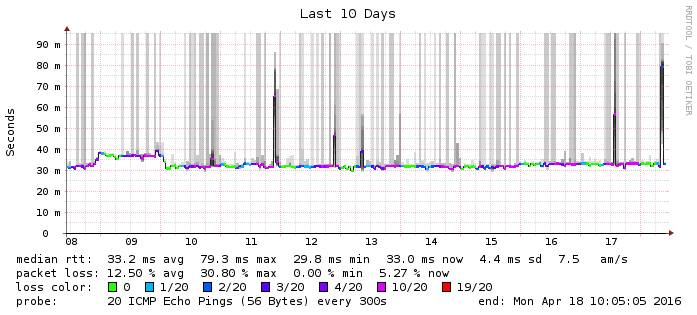 Last 10 Days
RRDTOOL / TOBI OETIKER
Seconds
90 m
80 m
70 m
60 m
50 m
40 m
30 m
20 m
10 m
0
08 09 10 11 12 13 14 15 16 17
median rtt: 33.2 ms avg 79.3 ms max 29.8 ms min 33.0 ms now 4.4 ms sd 7.5 am/s
packet loss: 12.50 % avg 30.80 % max 0.00 % min 5.27 % now
loss color: 0 1/20 2/20 3/20 4/20 10/20 19/20
probe: 20 ICMP Echo Pings (56 Bytes) every 300s end: Mon Apr 18 10:05:05 2016